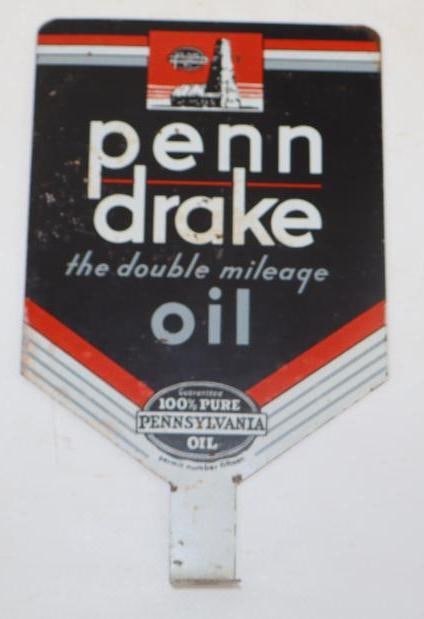 penn
drake
the double mileage
oil
Guaranteed
100% PURE
PENNSYLVANIA
OIL
permit number fifteen